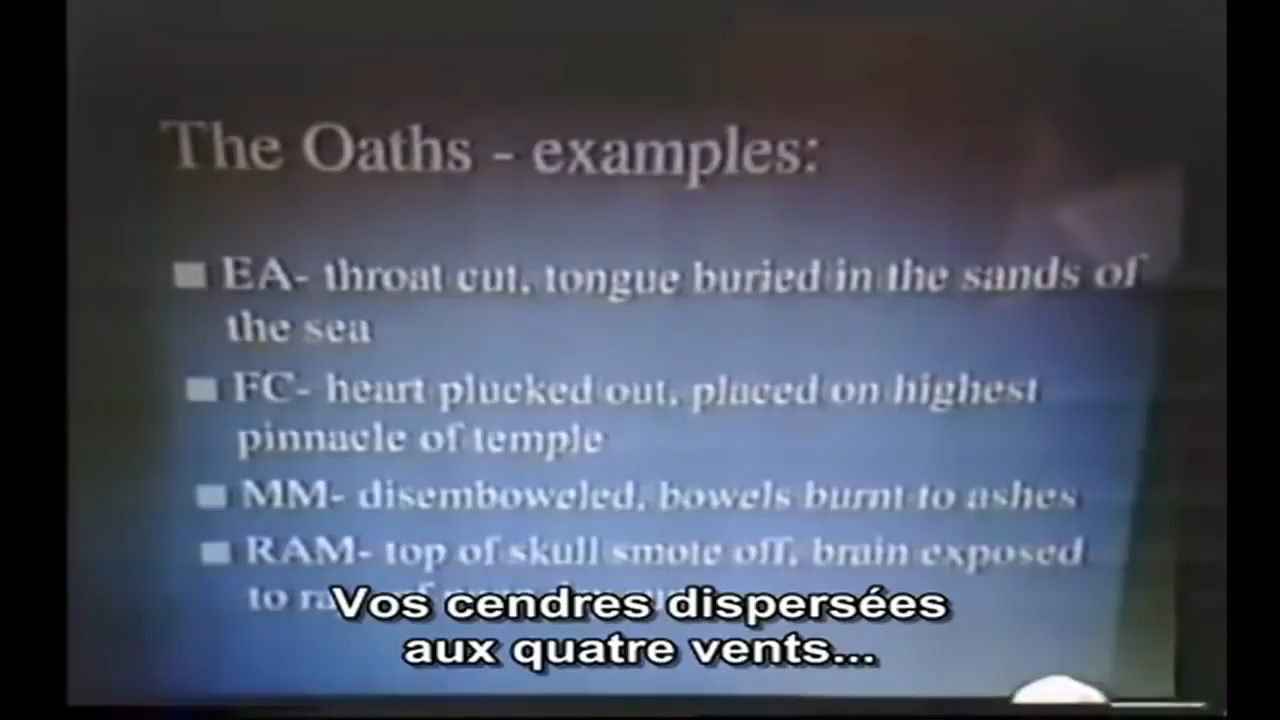 The Oaths - examples:
EA- throat cut, tongue buried in the sands of
the sea
FC- heart plucked out, placed on highest
pinnacle of temple
MM- disemboweled, bowels burnt to ashes
RAM- top of skull smote off, brain exposed
to
Vos cendres dispersées
aux quatre vents...